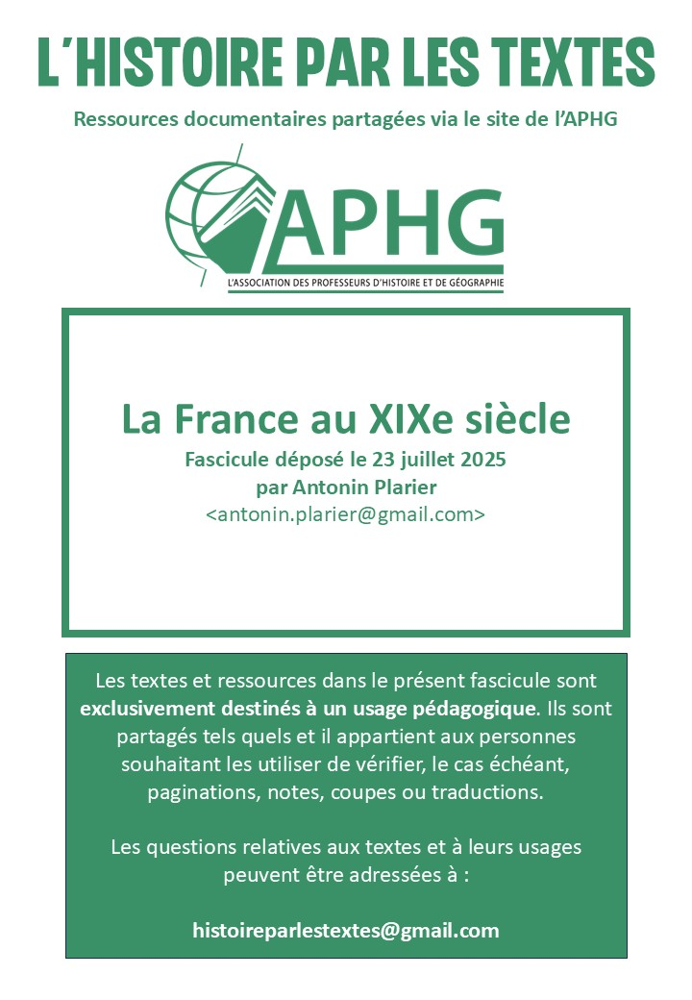 L'HISTOIRE PAR LES TEXTES
Ressources documentaires partagées via le site de l’APHG
APHG
L'ASSOCIATION DES PROFESSEURS D'HISTOIRE ET DE GÉOGRAPHIE
La France au XIXe siècle
Fascicule déposé le 23 juillet 2025
par Antonin Plarier
<antonin.plarier@gmail.com>
Les textes et ressources dans le présent fascicule sont
exclusivement destinés à un usage pédagogique. Ils sont
partagés tels quels et il appartient aux personnes
souhaitant les utiliser de vérifier, le cas échéant,
paginations, notes, coupes ou traductions.
Les questions relatives aux textes et à leurs usages
peuvent être adressées à :
histoireparlestextes@gmail.com